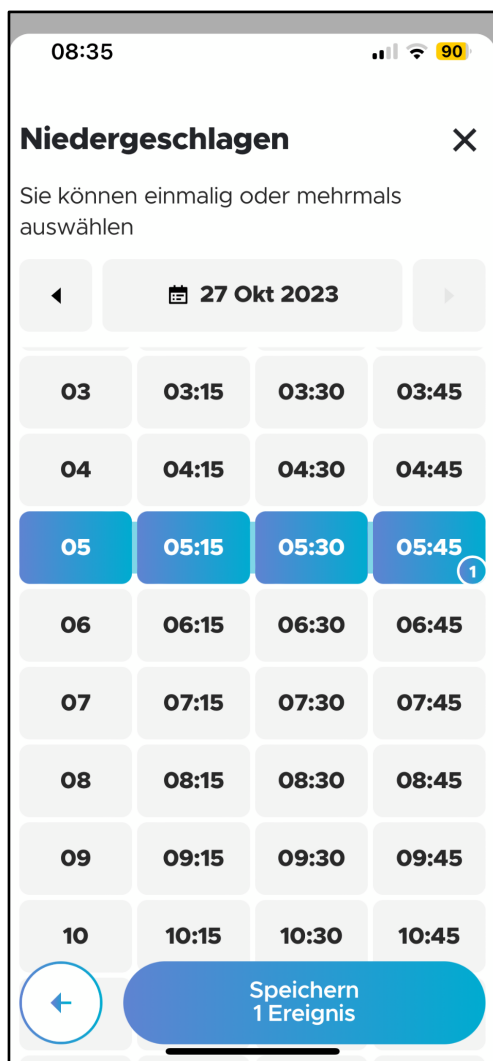 08:35 90
Niedergeschlagen
Sie können einmalig oder mehrmals
auswählen
27 Okt 2023
03 03:15 03:30 03:45
04 04:15 04:30 04:45
05 05:15 05:30 05:45
1
06 06:15 06:30 06:45
07 07:15 07:30 07:45
08 08:15 08:30 08:45
09 09:15 09:30 09:45
10 10:15 10:30 10:45
Speichern
1 Ereignis